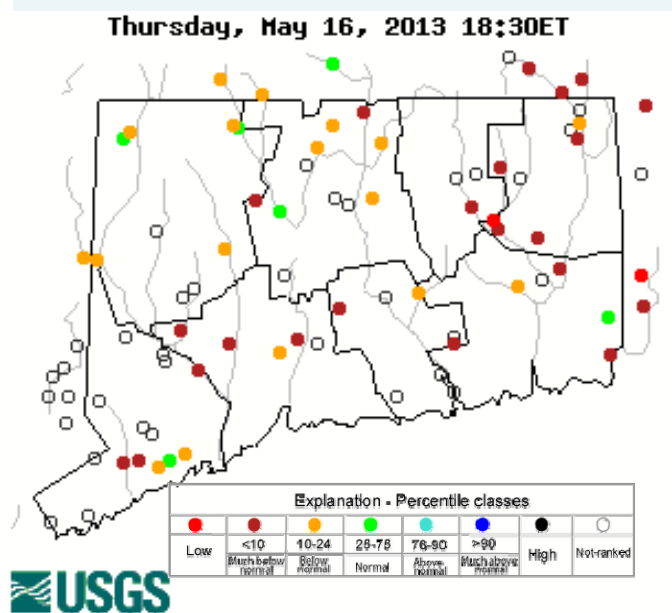 Thursday, May 16, 2013 18:30ET
Explanation - Percentile classes
Low <10 10-24 25-75 76-90 >90 High Not-ranked
Much below normal Below normal Normal Above normal Much above normal
USGS